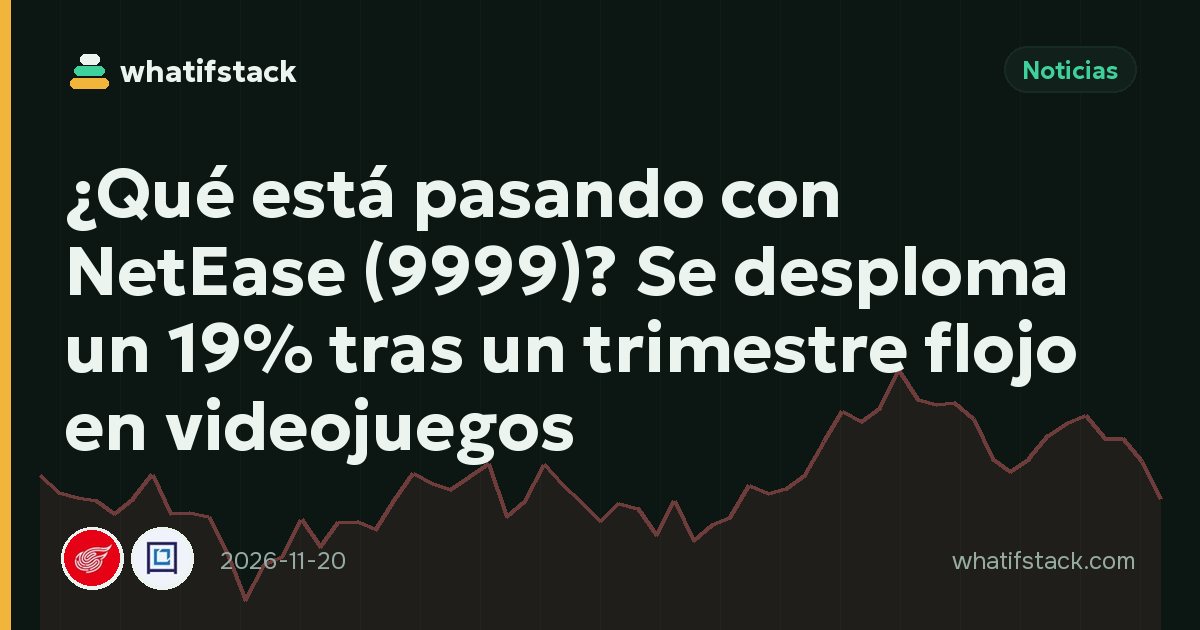 whatifstack
Noticias
¿Qué está pasando con
NetEase (9999)? Se desploma
un 19% tras un trimestre flojo
en videojuegos
2026-11-20
whatifstack.com